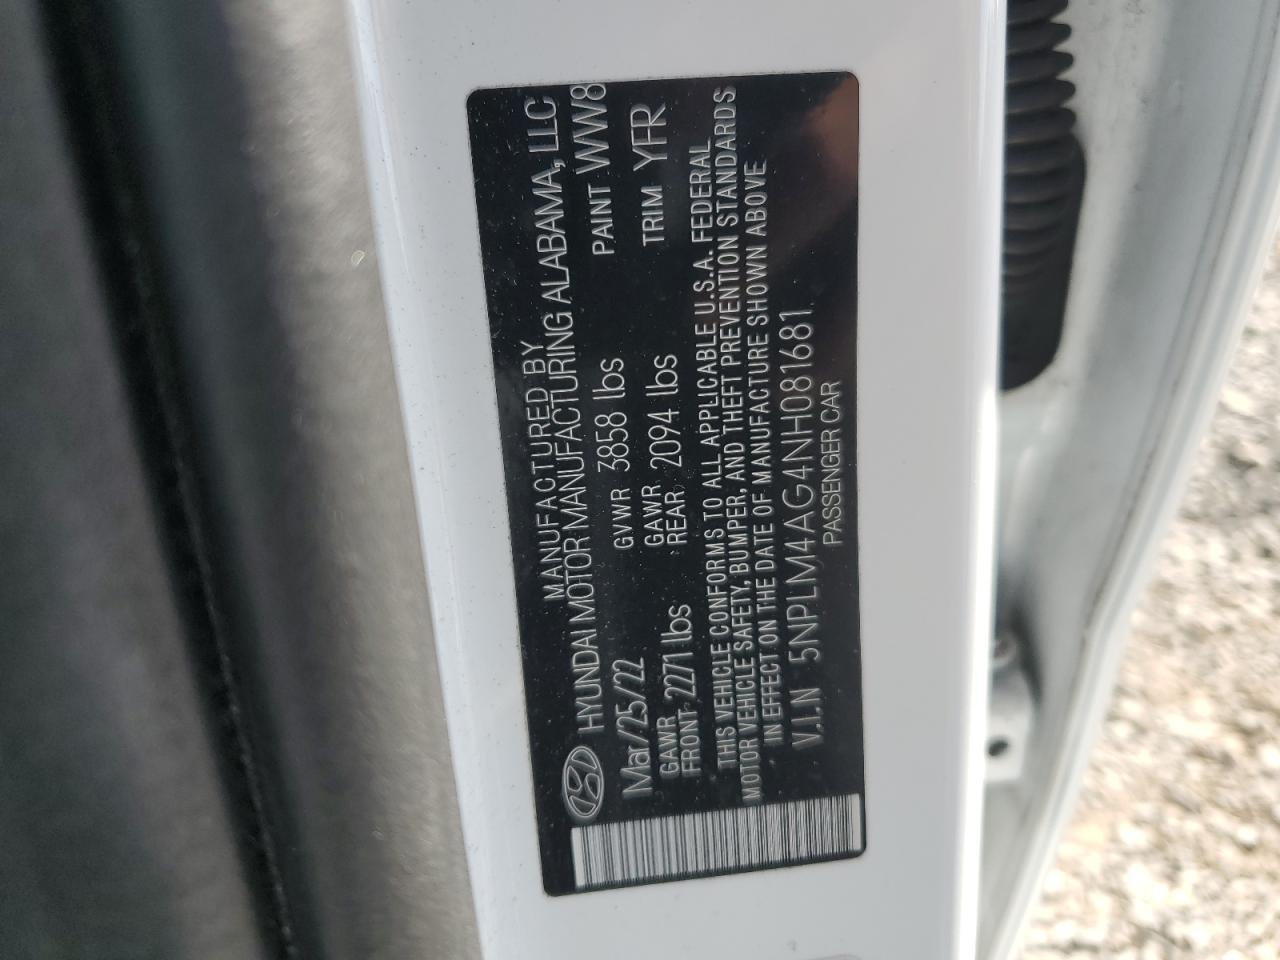 MANUFACTURED BY
HYUNDAI MOTOR MANUFACTURING ALABAMA, LLC
Mar/25/22 GVWR 3858 lbs PAINT WW8
GAWR FRONT 2271 lbs GAWR REAR 2094 lbs TRIM YFR
THIS VEHICLE CONFORMS TO ALL APPLICABLE U.S.A. FEDERAL
MOTOR VEHICLE SAFETY, BUMPER, AND THEFT PREVENTION STANDARDS
IN EFFECT ON THE DATE OF MANUFACTURE SHOWN ABOVE
V.I.N 5NPLM4AG4NH081681
PASSENGER CAR